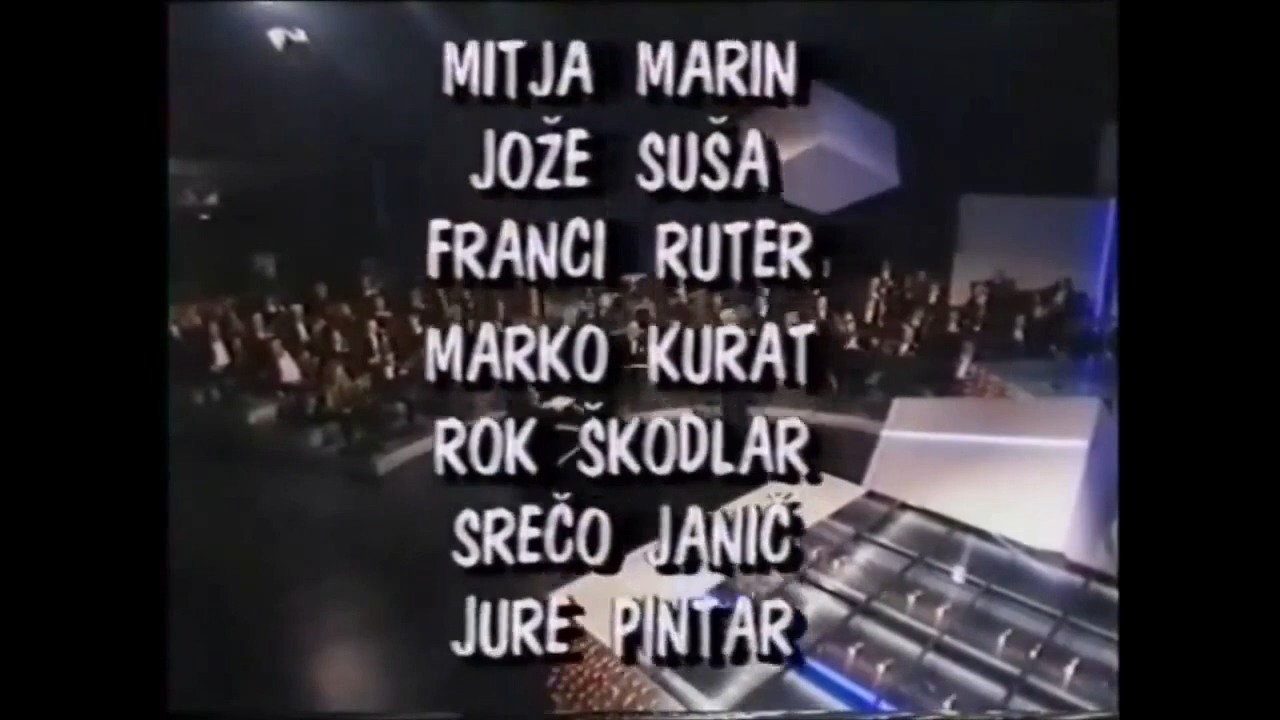 MITJA MARIN
JOŽE SUŠA
FRANCI RUTER
MARKO KURAT
ROK ŠKODLAR
SREČO JANIČ
JURE PINTAR